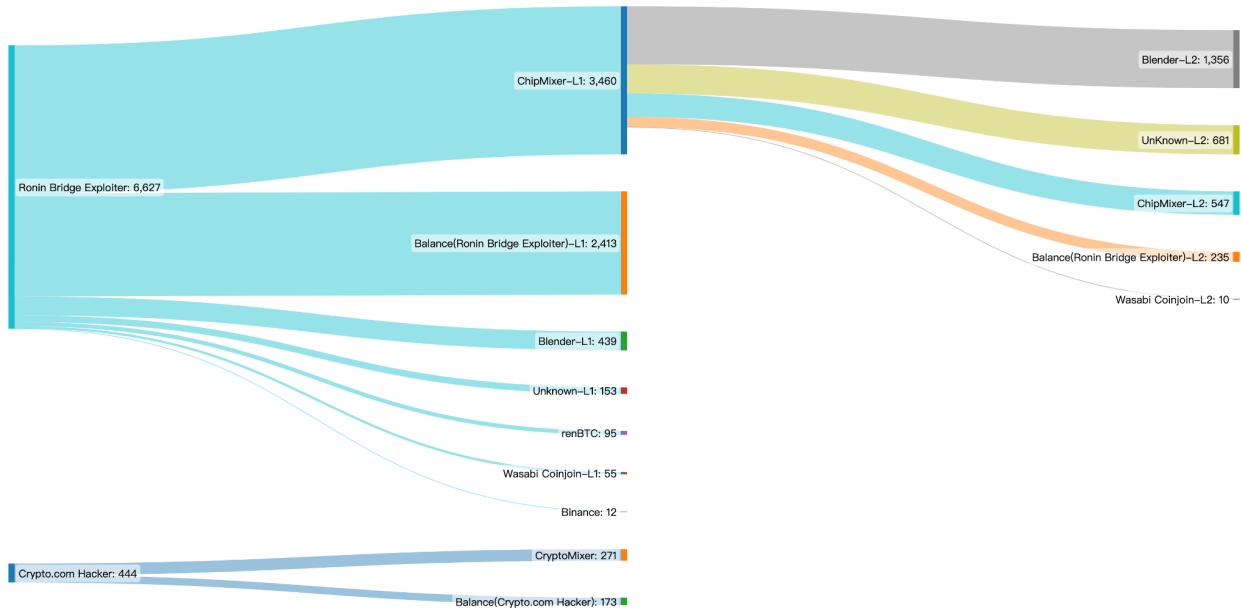 Ronin Bridge Exploiter: 6,627
Crypto.com Hacker: 444
ChipMixer-L1: 3,460
Balance(Ronin Bridge Exploiter)-L1: 2,413
Blender-L1: 439
Unknown-L1: 153
renBTC: 95
Wasabi Coinjoin-L1: 55
Binance: 12
CryptoMixer: 271
Balance(Crypto.com Hacker): 173
Blender-L2: 1,356
UnKnown-L2: 681
ChipMixer-L2: 547
Balance(Ronin Bridge Exploiter)-L2: 235
Wasabi Coinjoin-L2: 10